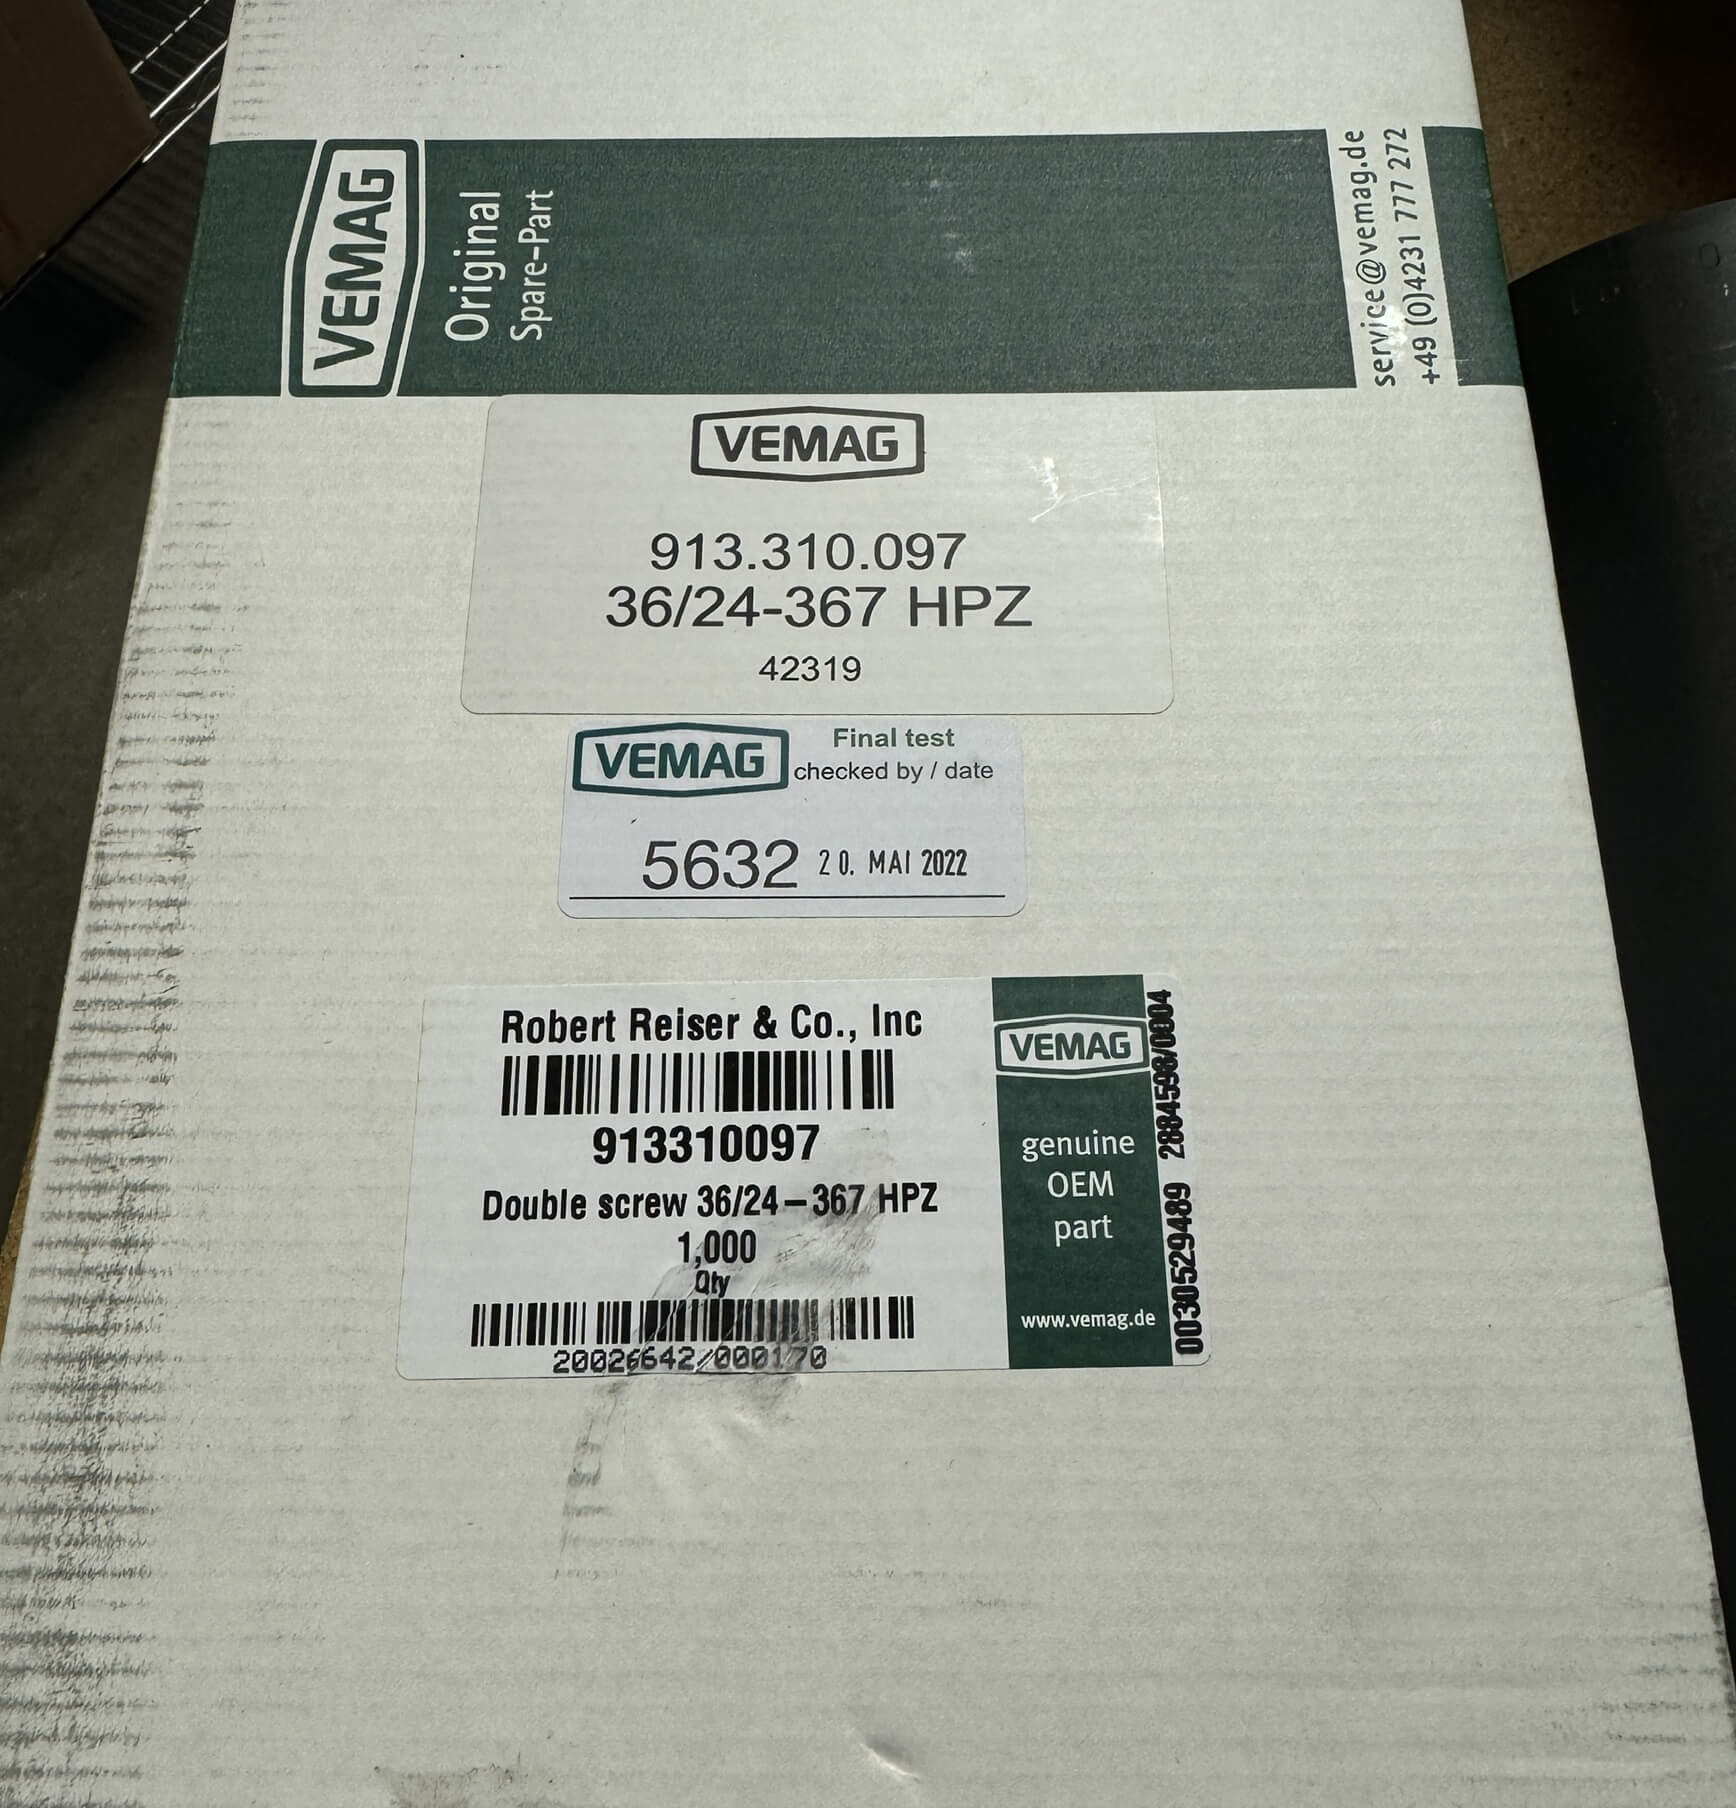 VEMAG
Original
Spare-Part
service@vemag.de
+49 (0)4231 777 272
VEMAG
913.310.097
36/24-367 HPZ
42319
VEMAG
Final test
checked by / date
5632 20. MAI 2022
Robert Reiser & Co., Inc
913310097
Double screw 36/24–367 HPZ
1,000
Qty
20026642/000170
VEMAG
genuine
OEM
part
www.vemag.de
0030529489 2884598/0004